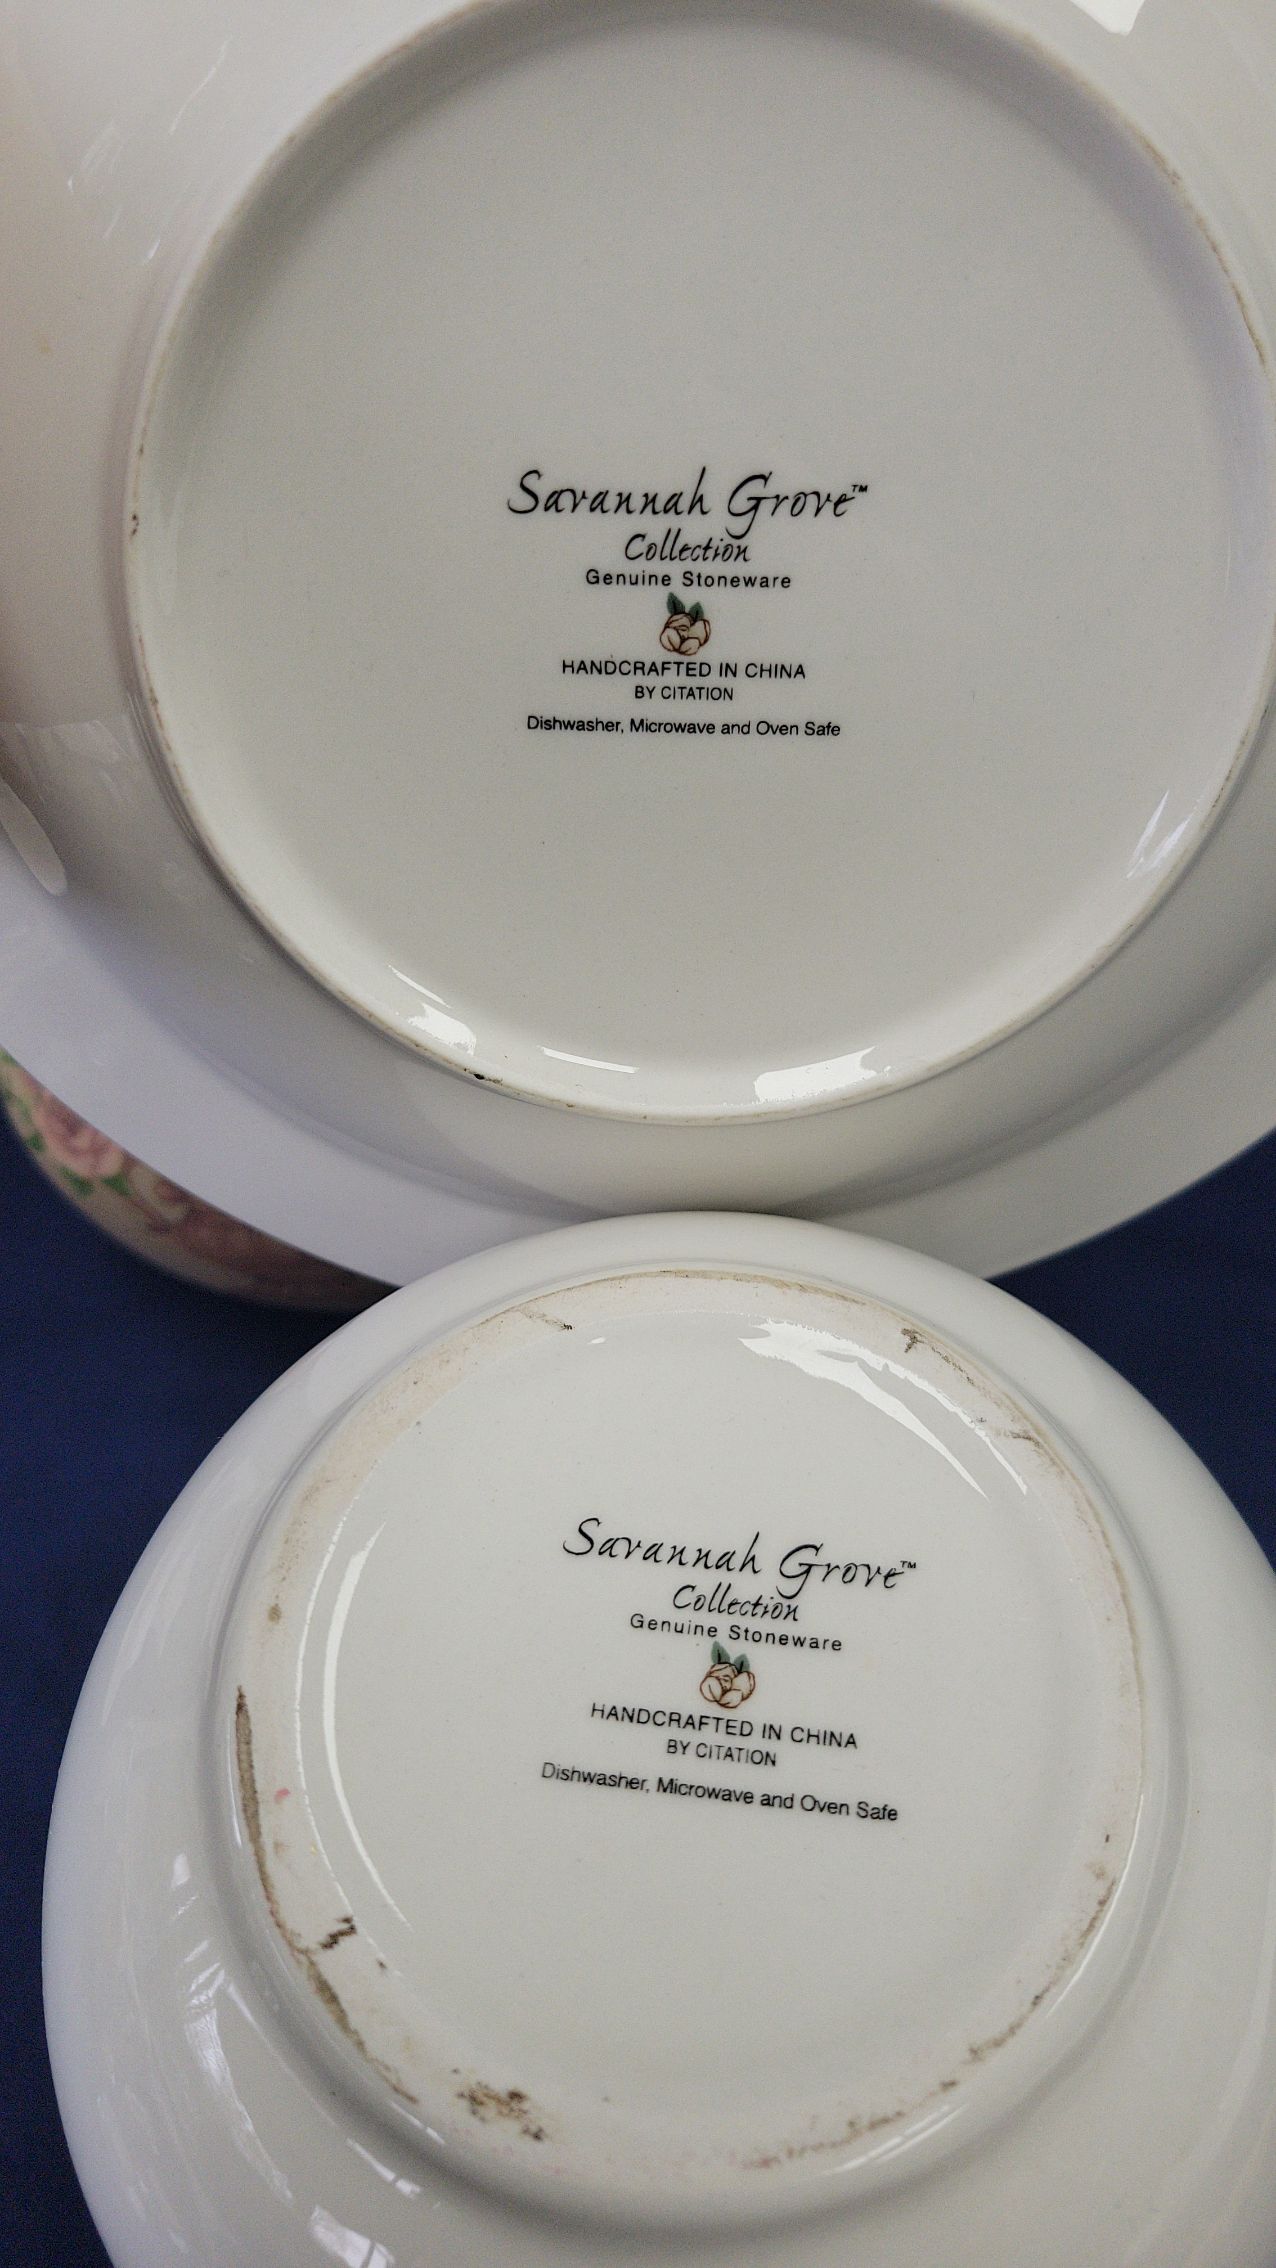 Savannah Grove™
Collection
Genuine Stoneware
HANDCRAFTED IN CHINA
BY CITATION
Dishwasher, Microwave and Oven Safe
Savannah Grove™
Collection
Genuine Stoneware
HANDCRAFTED IN CHINA
BY CITATION
Dishwasher, Microwave and Oven Safe